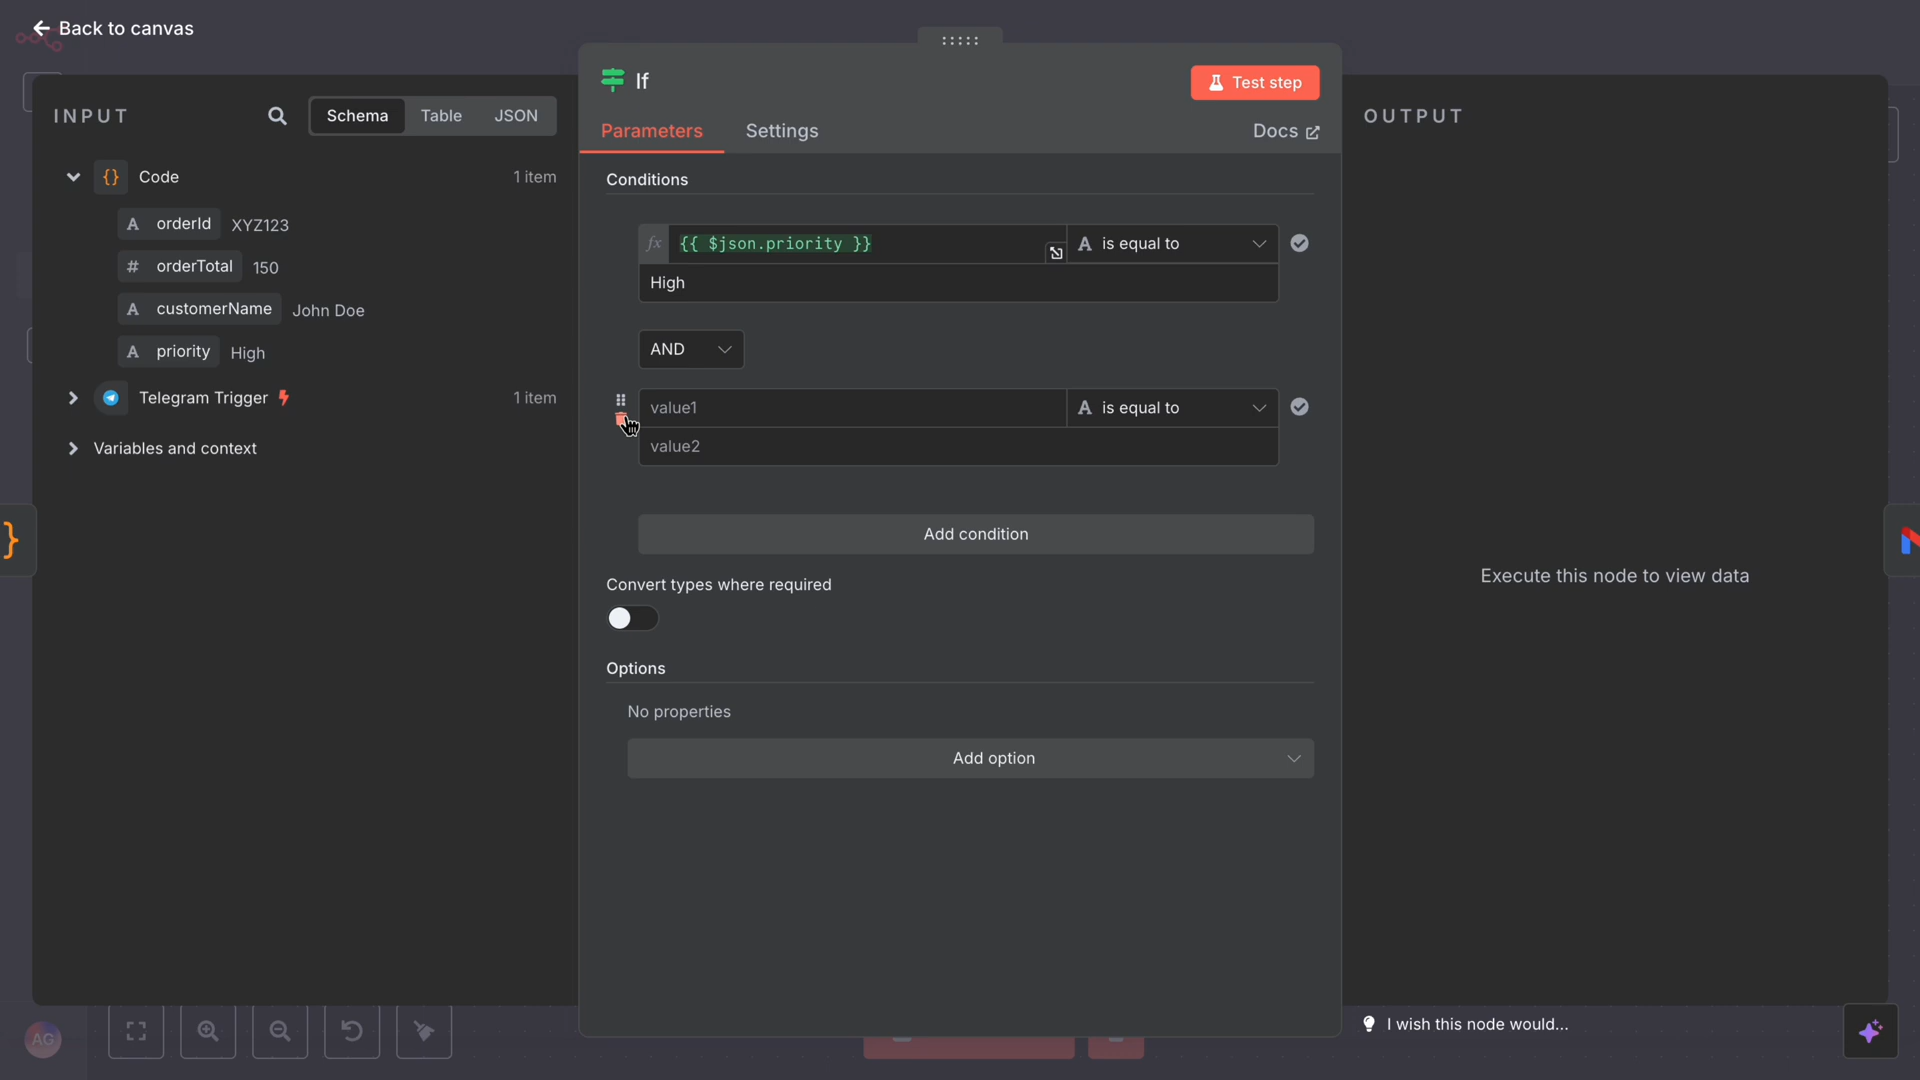 Back to canvas
INPUT
Schema
Table
JSON
Code
1 item
A orderId XYZ123
# orderTotal 150
A customerName John Doe
A priority High
Telegram Trigger
1 item
Variables and context
If
Test step
Parameters
Settings
Docs
Conditions
fx {{ $json.priority }}
A is equal to
High
AND
value1
A is equal to
value2
Add condition
Convert types where required
Options
No properties
Add option
OUTPUT
Execute this node to view data
I wish this node would...
AG